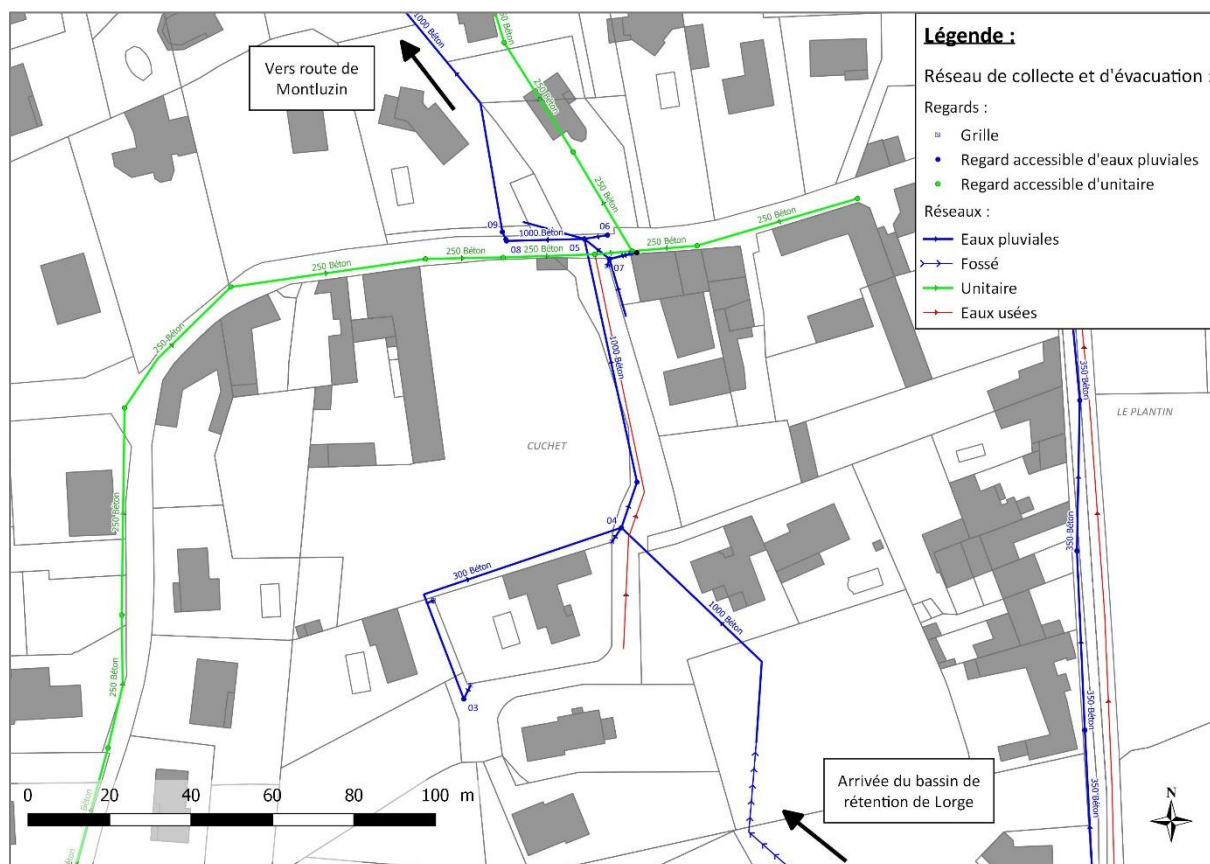 1000 Béton
250 Béton
Vers route de
Montluzin
250 Béton
250 Béton
250 Béton
06
09
1000 Béton
05
08
250 Béton
250 Béton
250 Béton
07
250 Béton
250 Béton
1000 Béton
CUCHET
250 Béton
04
300 Béton
1000 Béton
250 Béton
03
Béton
350 Béton
LE PLANTIN
350 Béton
350 Béton
350 Béton
Arrivée du bassin de
rétention de Lorge
0 20 40 60 80 100 m
N
Légende :
Réseau de collecte et d'évacuation :
Regards :
Grille
Regard accessible d'eaux pluviales
Regard accessible d'unitaire
Réseaux :
Eaux pluviales
Fossé
Unitaire
Eaux usées